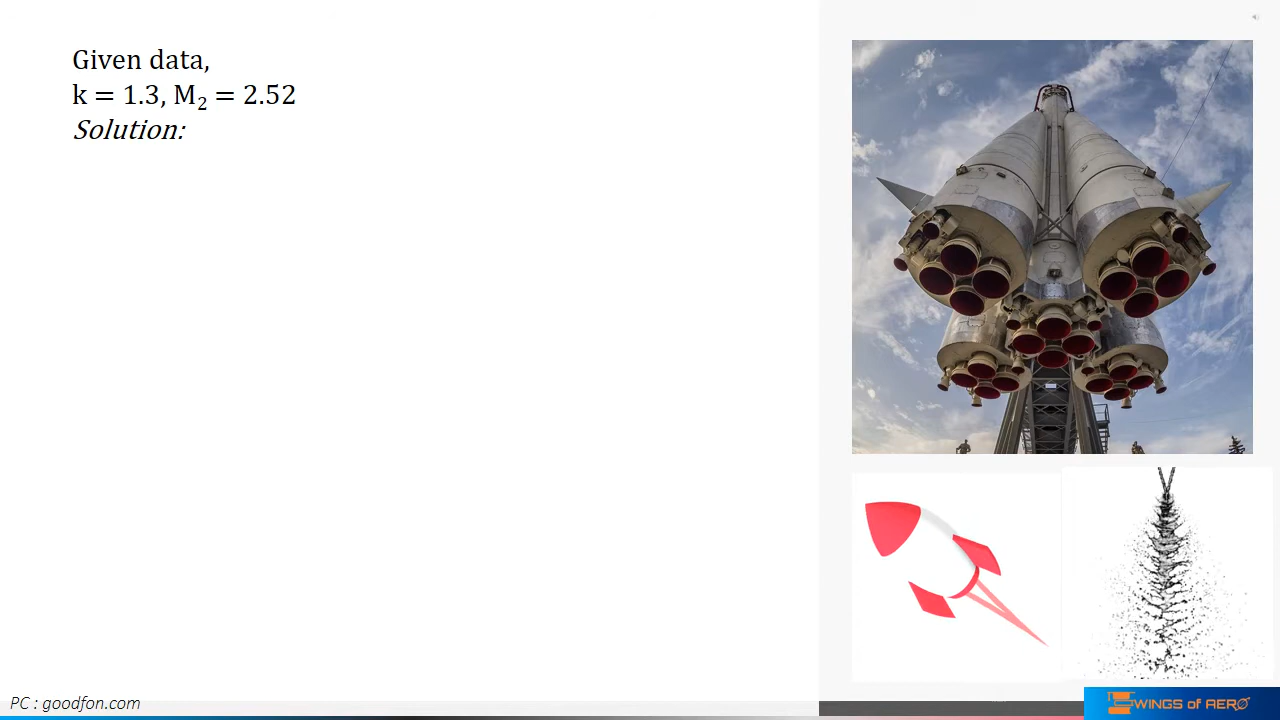 Given data,
k = 1.3, M₂ = 2.52
Solution:
PC : goodfon.com
WINGS of AERO